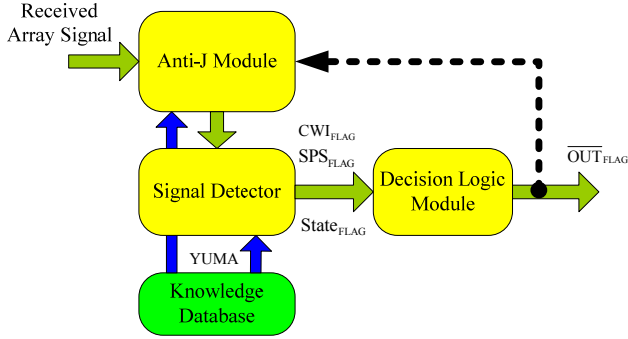 Received
Array Signal
Anti-J Module
CWI_FLAG
SPS_FLAG
OUT_FLAG
Signal Detector
Decision Logic
Module
State_FLAG
YUMA
Knowledge
Database